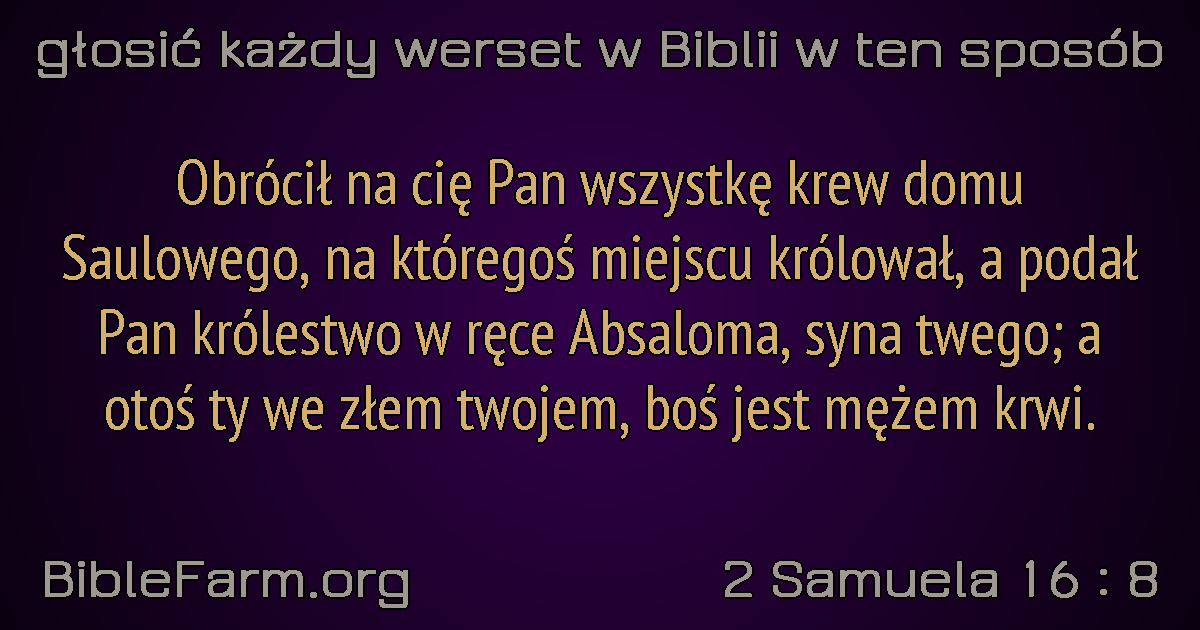 głosić każdy werset w Biblii w ten sposób
Obrócił na cię Pan wszystkę krew domu
Saulowego, na któregoś miejscu królował, a podał
Pan królestwo w ręce Absaloma, syna twego; a
otoś ty we złem twojem, boś jest mężem krwi.
BibleFarm.org
2 Samuela 16 : 8